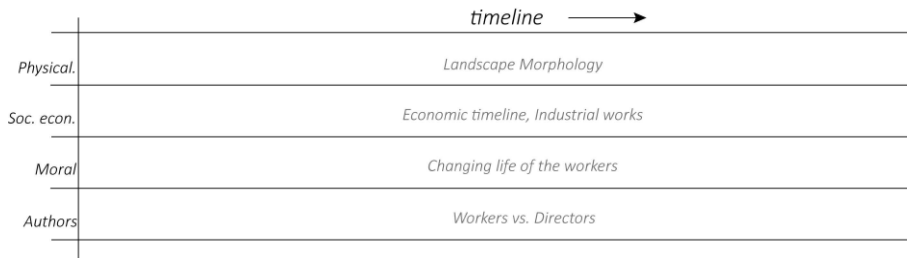 timeline
Physical. Landscape Morphology
Soc. econ. Economic timeline, Industrial works
Moral Changing life of the workers
Authors Workers vs. Directors